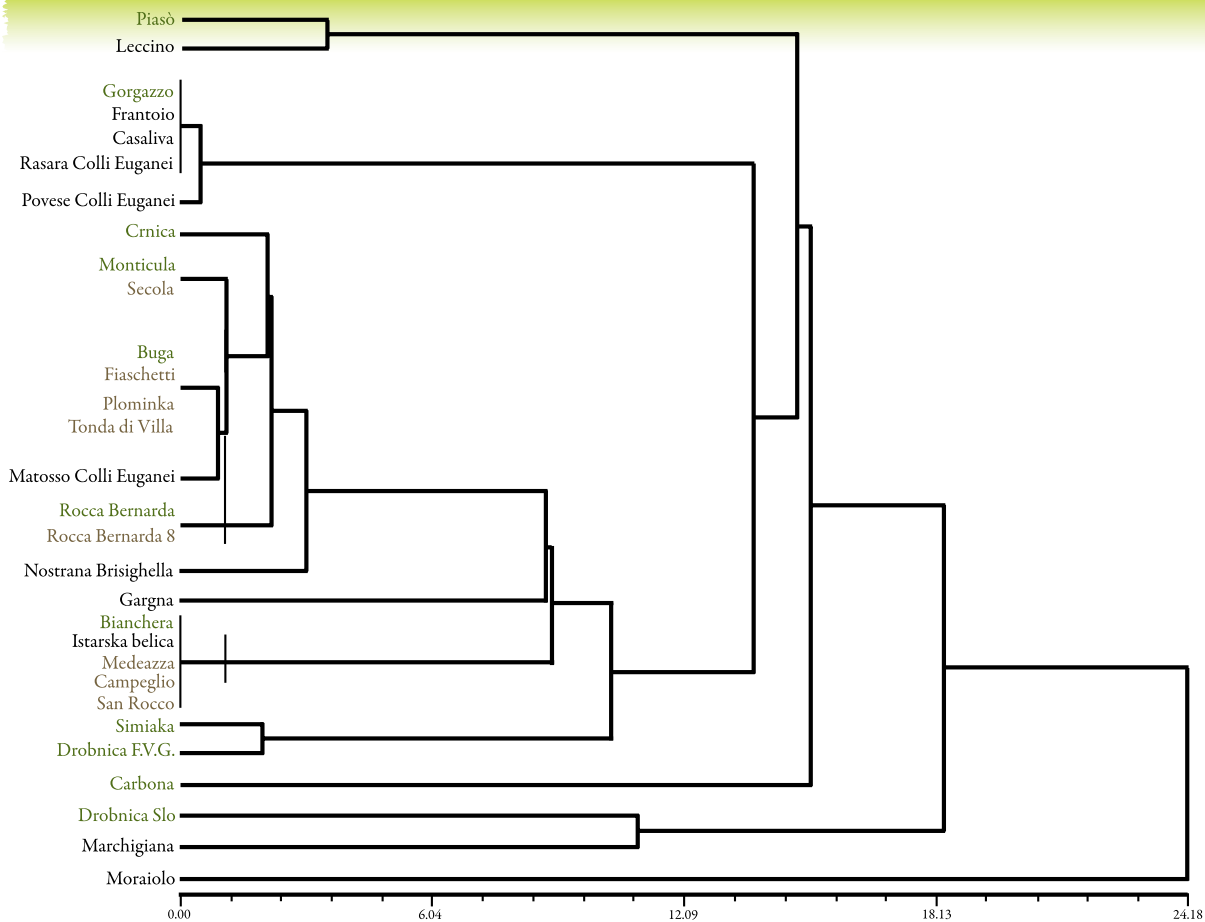 Piasò
Leccino
Gorgazzo
Frantoio
Casaliva
Rasara Colli Euganei
Povese Colli Euganei
Crnica
Monticula
Secola
Buga
Fiaschetti
Plominka
Tonda di Villa
Matosso Colli Euganei
Rocca Bernarda
Rocca Bernarda 8
Nostrana Brisighella
Gargna
Bianchera
Istarska belica
Medeazza
Campeglio
San Rocco
Simiaka
Drobnica F.V.G.
Carbona
Drobnica Slo
Marchigiana
Moraiolo
0.00 6.04 12.09 18.13 24.18